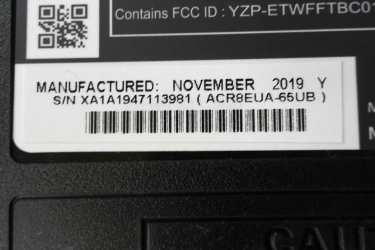 Contains FCC ID : YZP-ETWFFTBC01
MANUFACTURED: NOVEMBER 2019 Y
S/N XA1A1947113981 ( ACR8EUA-65UB )